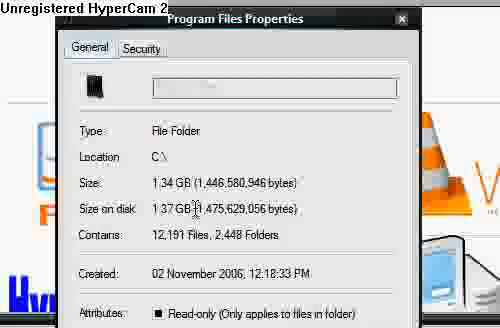 Unregistered HyperCam 2
Program Files Properties
General
Security
Type: File Folder
Location C:\
Size: 1.34 GB (1,446,580,946 bytes)
Size on disk 1.37 GB (1,475,629,056 bytes)
Contains: 12,191 Files, 2,448 Folders
Created: 02 November 2006, 12:18:33 PM
Attributes: Read-only (Only applies to files in folder)
V
Hy